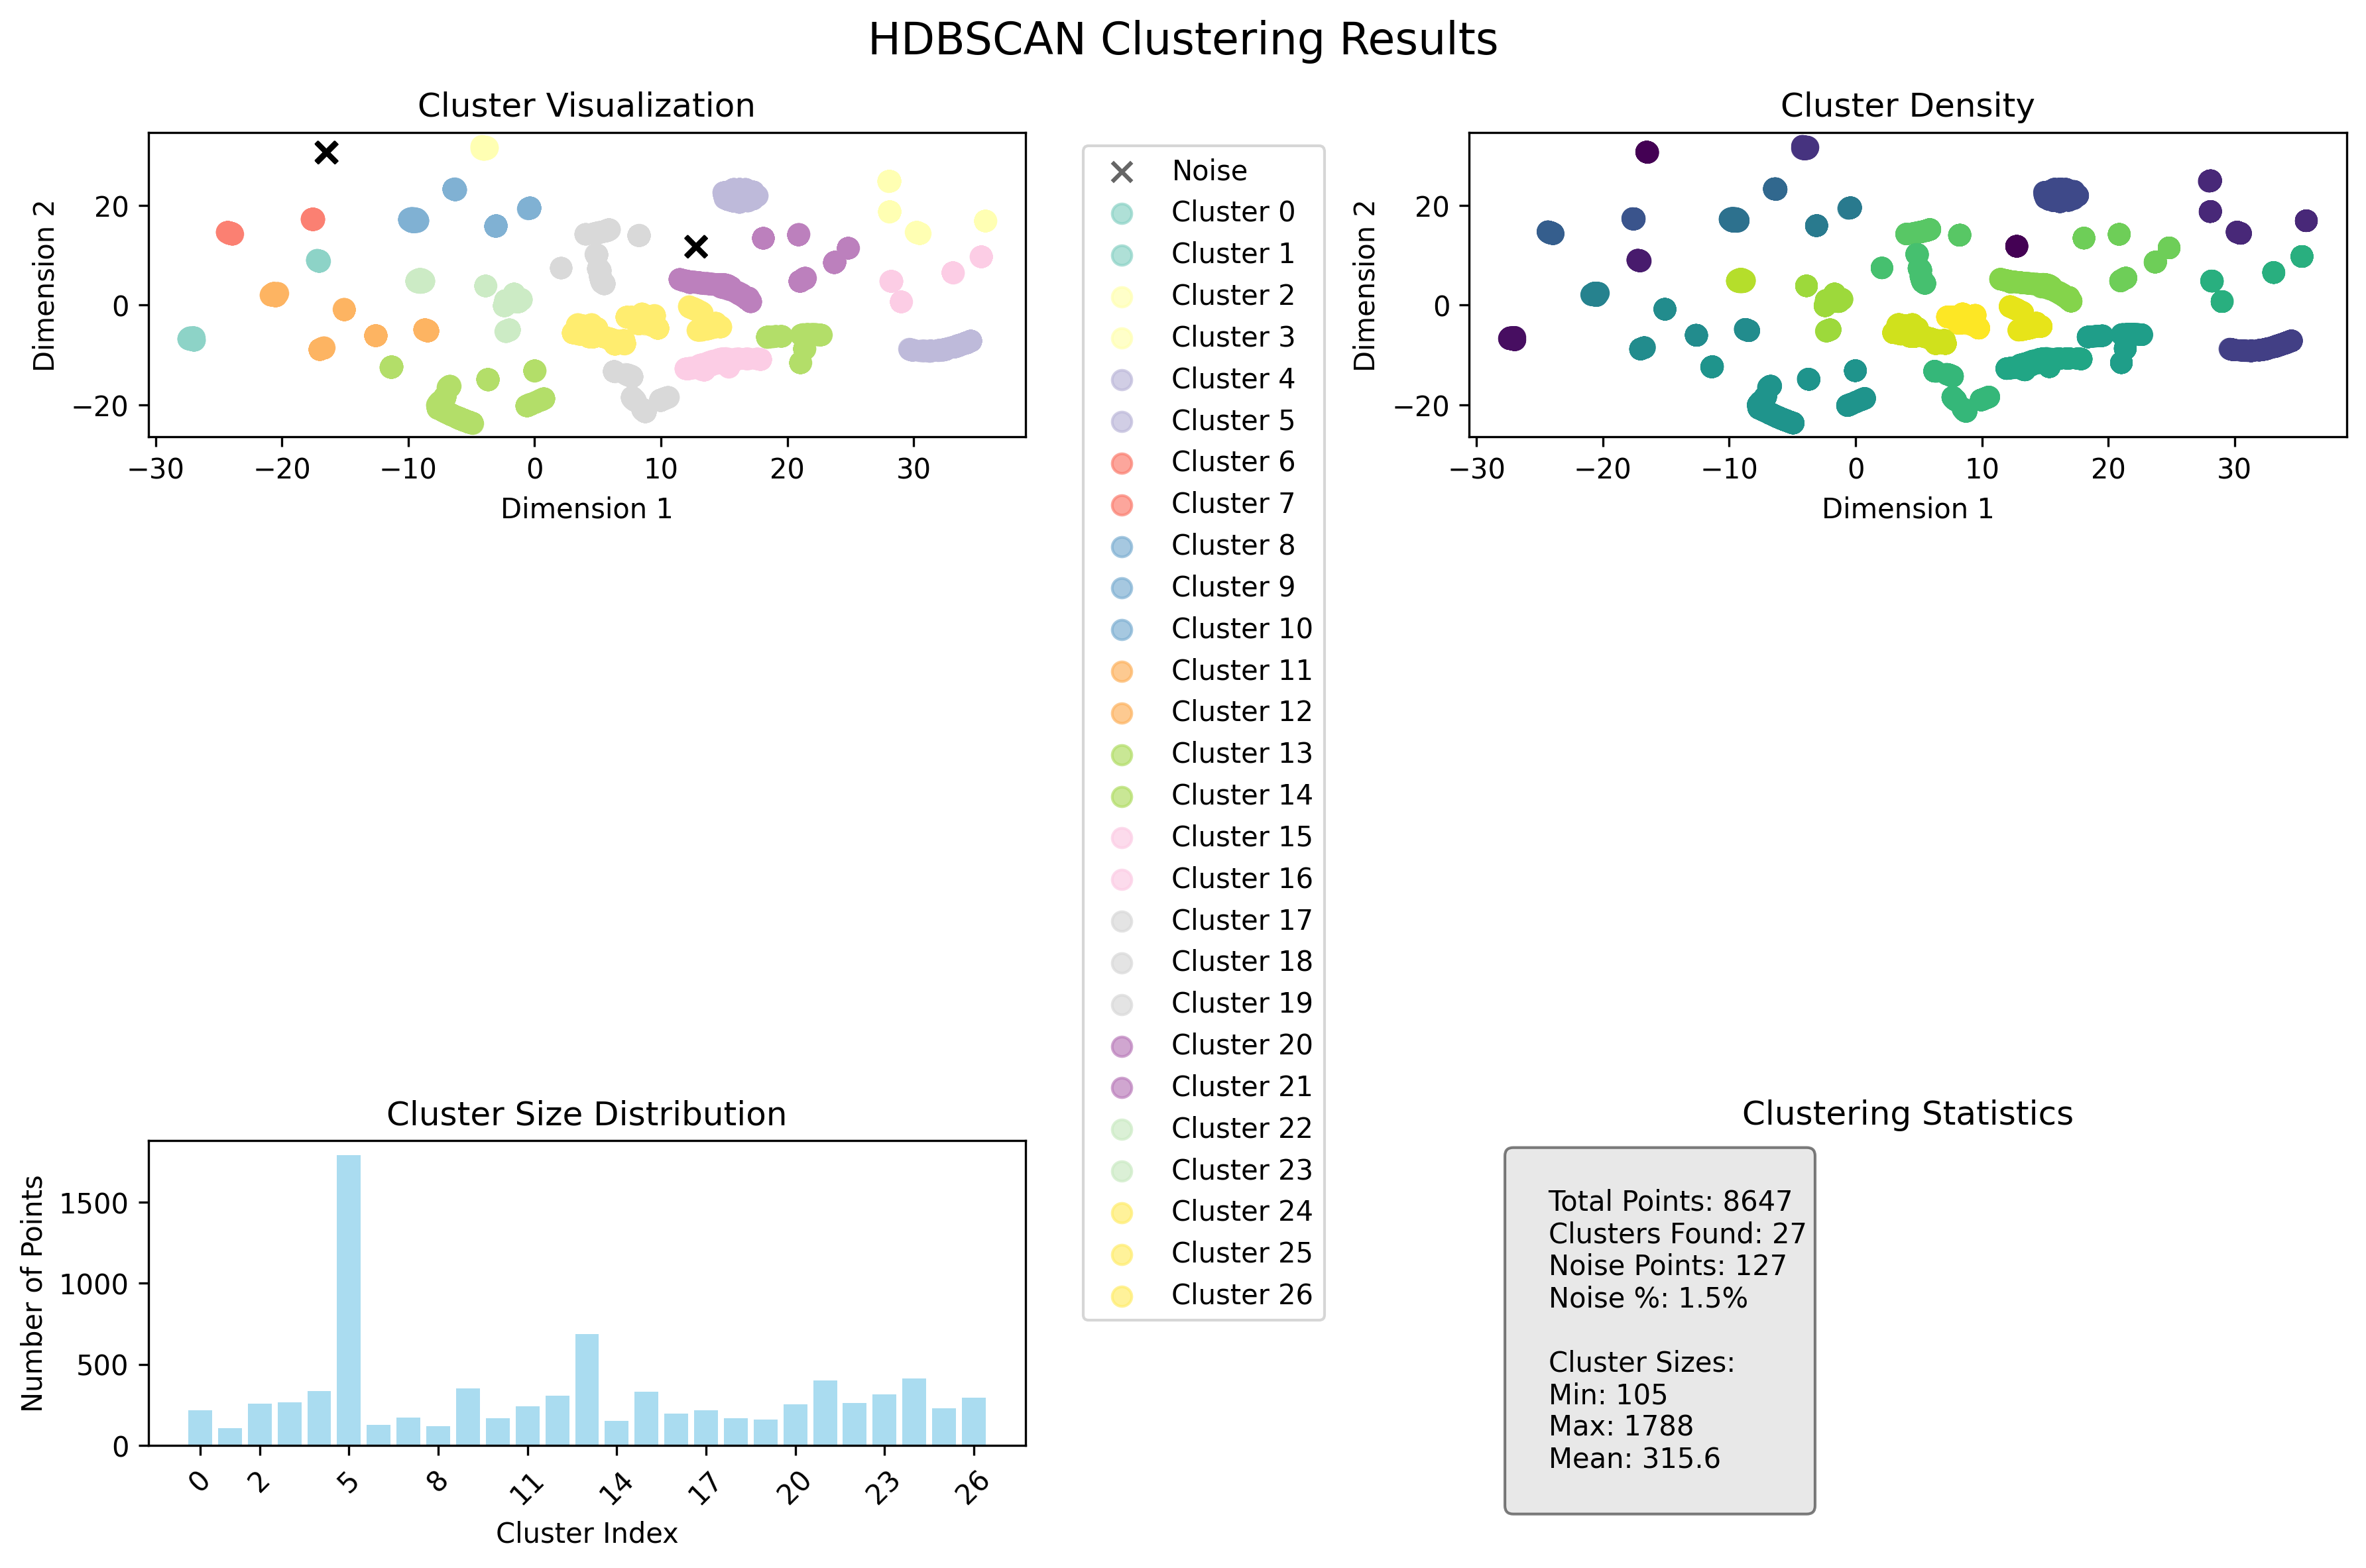 HDBSCAN Clustering Results
Cluster Visualization
20
0
−20
Dimension 2
−30
−20
−10
0
10
20
30
Dimension 1
Noise
Cluster 0
Cluster 1
Cluster 2
Cluster 3
Cluster 4
Cluster 5
Cluster 6
Cluster 7
Cluster 8
Cluster 9
Cluster 10
Cluster 11
Cluster 12
Cluster 13
Cluster 14
Cluster 15
Cluster 16
Cluster 17
Cluster 18
Cluster 19
Cluster 20
Cluster 21
Cluster 22
Cluster 23
Cluster 24
Cluster 25
Cluster 26
Cluster Density
20
0
−20
Dimension 2
−30
−20
−10
0
10
20
30
Dimension 1
Cluster Size Distribution
1500
1000
500
0
Number of Points
0
2
5
8
11
14
17
20
23
26
Cluster Index
Clustering Statistics
Total Points: 8647
Clusters Found: 27
Noise Points: 127
Noise %: 1.5%
Cluster Sizes:
Min: 105
Max: 1788
Mean: 315.6